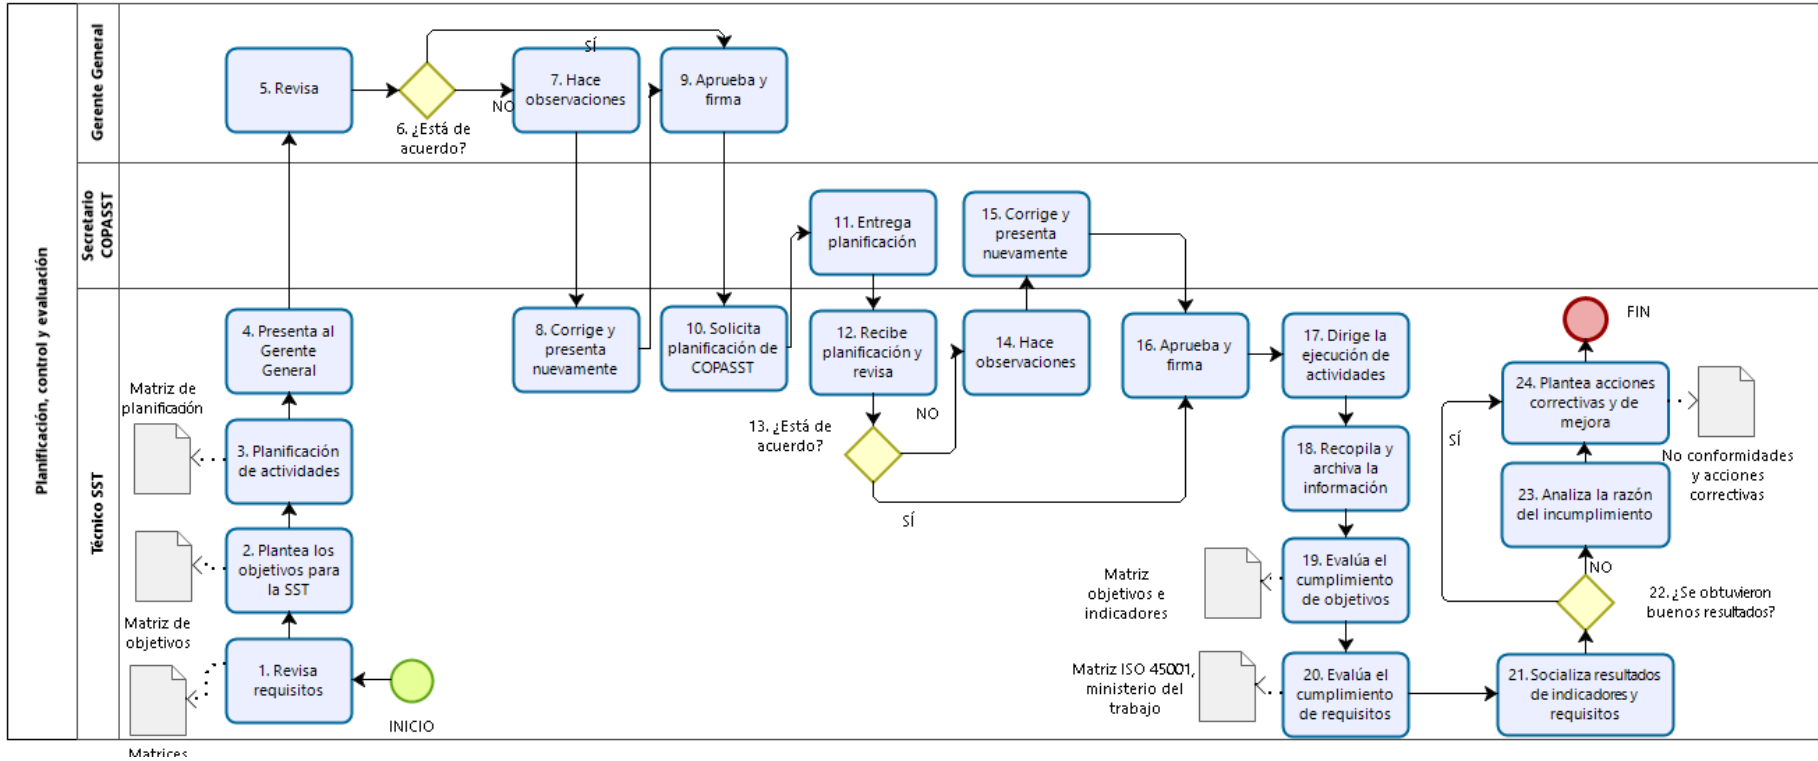 Planificación, control y evaluación
Gerente General
5. Revisa
6. ¿Está de
acuerdo?
SÍ
NO
7. Hace
observaciones
9. Aprueba y
firma
Secretario
COPASST
11. Entrega
planificación
15. Corrige y
presenta
nuevamente
Técnico SST
4. Presenta al
Gerente
General
8. Corrige y
presenta
nuevamente
10. Solicita
planificación de
COPASST
12. Recibe
planificación y
revisa
14. Hace
observaciones
16. Aprueba y
firma
17. Dirige la
ejecución de
actividades
FIN
24. Plantea acciones
correctivas y de
mejora
No conformidades
y acciones
correctivas
Matriz de
planificación
3. Planificación
de actividades
13. ¿Está de
acuerdo?
NO
SÍ
18. Recopila y
archiva la
información
SÍ
23. Analiza la razón
del incumplimiento
2. Plantea los
objetivos para
la SST
Matriz de
objetivos
Matriz
objetivos e
indicadores
19. Evalúa el
cumplimiento
de objetivos
NO
22. ¿Se obtuvieron
buenos resultados?
1. Revisa
requisitos
INICIO
Matrices
Matriz ISO 45001,
ministerio del
trabajo
20. Evalúa el
cumplimiento
de requisitos
21. Socializa resultados
de indicadores y
requisitos